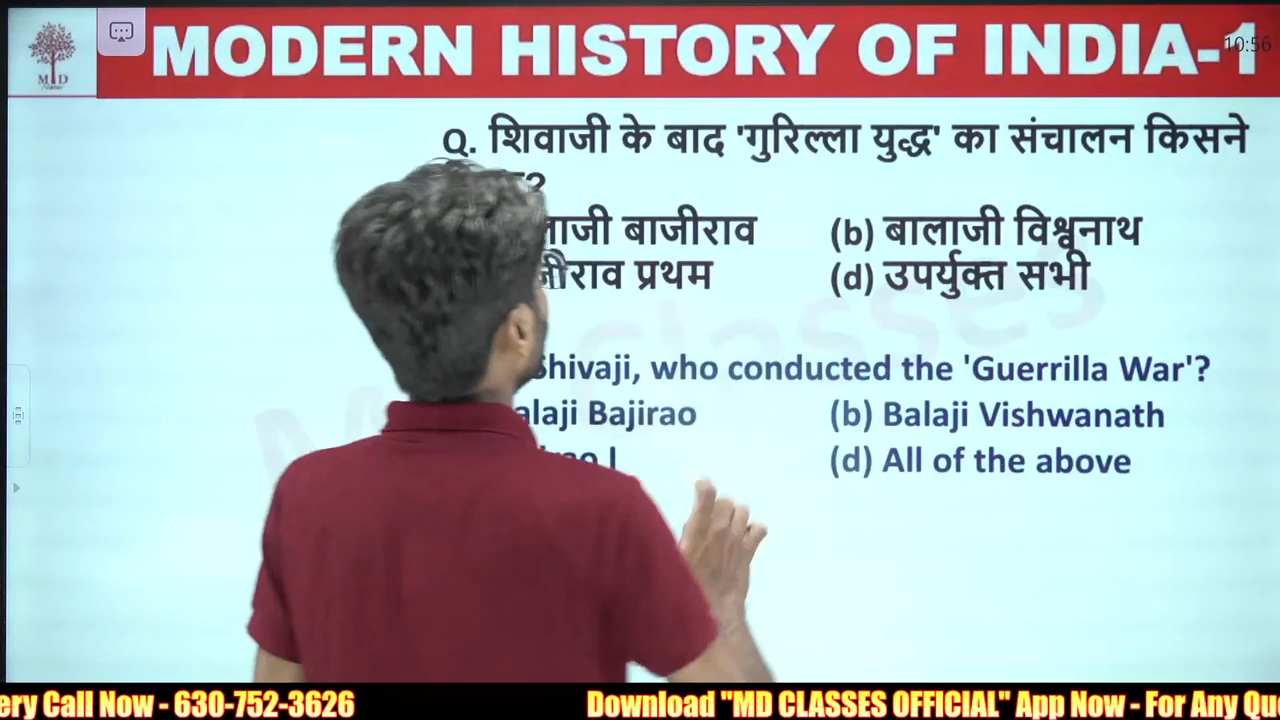 MODERN HISTORY OF INDIA-1
10:56
M D
Q. शिवाजी के बाद 'गुरिल्ला युद्ध' का संचालन किसने
?
बाजीराव (b) बालाजी विश्वनाथ
प्रथम (d) उपर्युक्त सभी
Shivaji, who conducted the 'Guerrilla War'?
alaji Bajirao (b) Balaji Vishwanath
I (d) All of the above
ery Call Now - 630-752-3626 Download "MD CLASSES OFFICIAL" App Now - For Any Qu